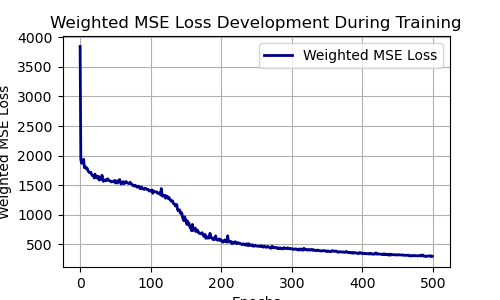 Weighted MSE Loss Development During Training
Weighted MSE Loss
4000
3500
3000
2500
2000
1500
1000
500
Weighted MSE Loss
0 100 200 300 400 500
Epochs